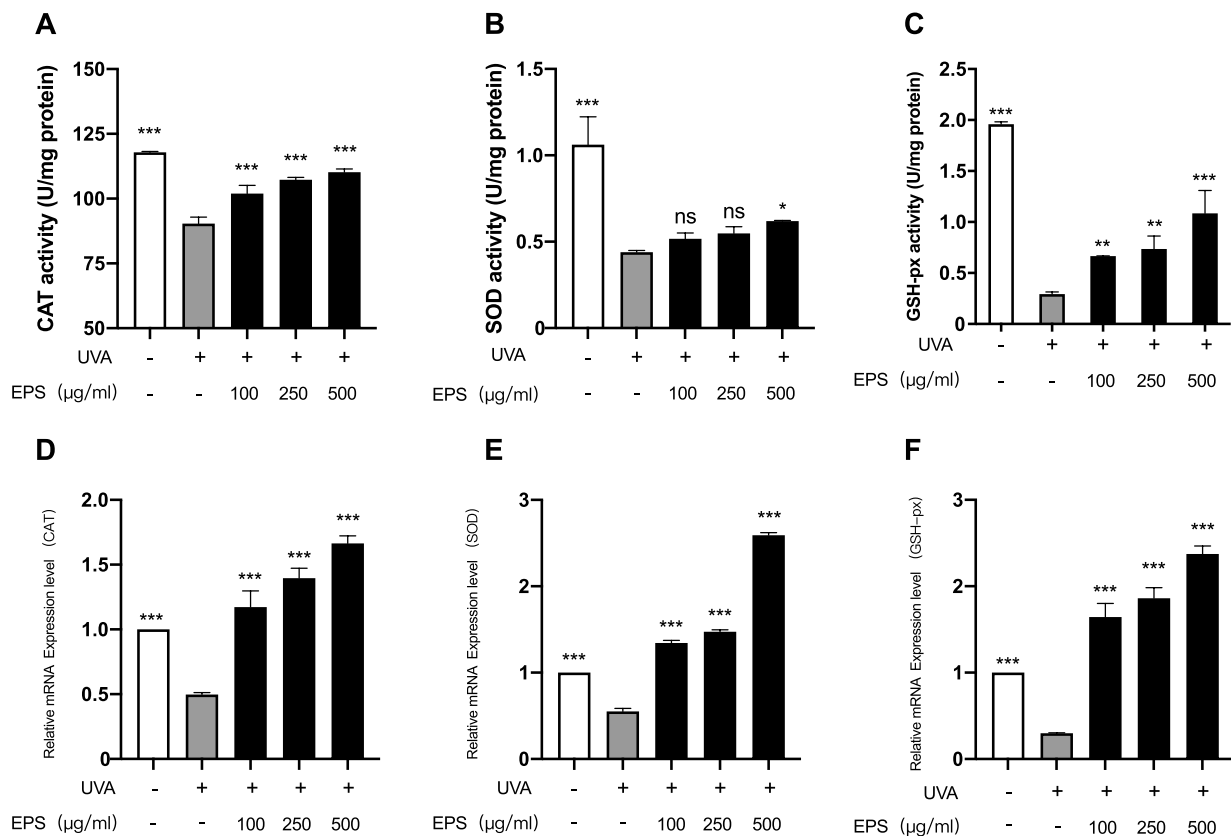 A
CAT activity (U/mg protein)
150
125
100
75
50
*** *** *** ***
UVA - + + + +
EPS (μg/ml) - - 100 250 500
B
SOD activity (U/mg protein)
1.5
1.0
0.5
0
*** ns ns *
UVA - + + + +
EPS (μg/ml) - - 100 250 500
C
GSH-px activity (U/mg protein)
2.5
2.0
1.5
1.0
0.5
0
*** ** ** ***
UVA - + + + +
EPS (μg/ml) - - 100 250 500
D
Relative mRNA Expression level (CAT)
2.0
1.5
1.0
0.5
0
*** *** *** ***
UVA - + + + +
EPS (μg/ml) - - 100 250 500
E
Relative mRNA Expression level (SOD)
3
2
1
0
*** *** *** ***
UVA - + + + +
EPS (μg/ml) - - 100 250 500
F
Relative mRNA Expression level (GSH-px)
3
2
1
0
*** *** *** ***
UVA - + + + +
EPS (μg/ml) - - 100 250 500